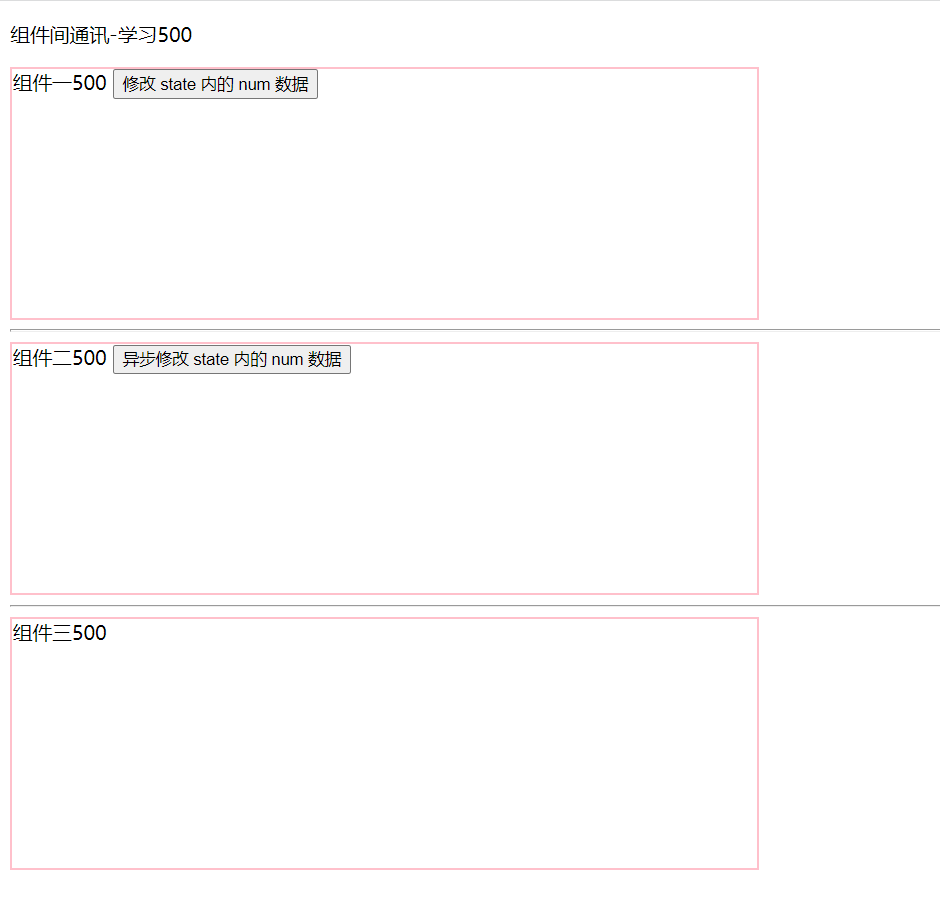 组件间通讯-学习500
组件一500 修改 state 内的 num 数据
组件二500 异步修改 state 内的 num 数据
组件三500